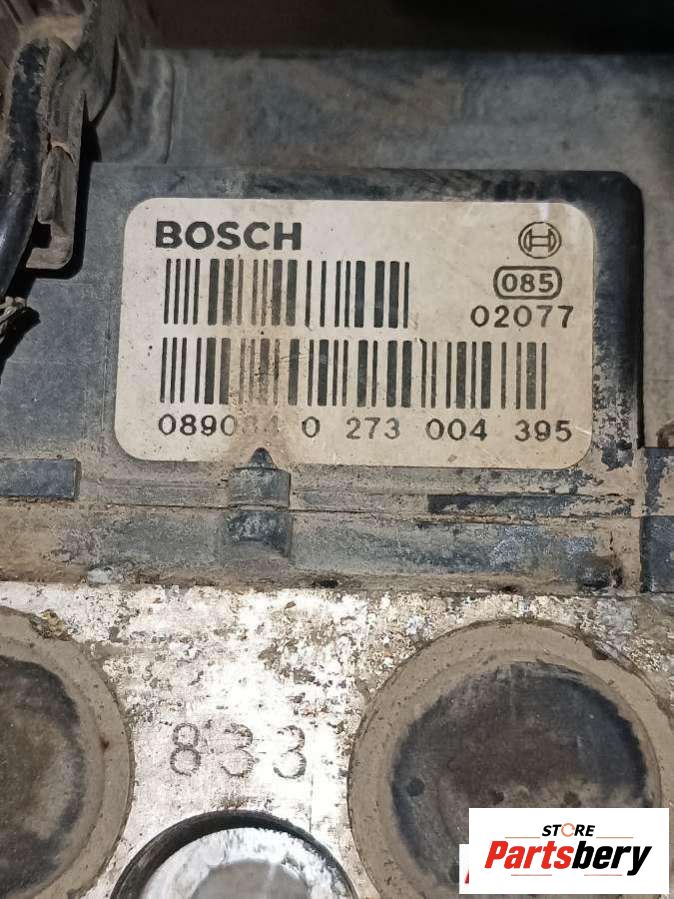 BOSCH
085
02077
0 273 004 395
833
STORE
Partsbery